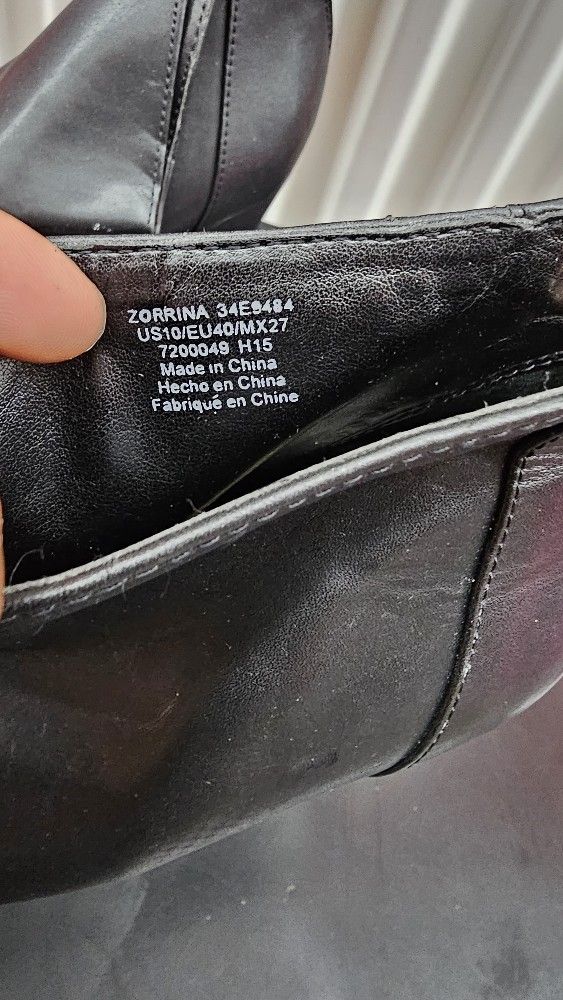 ZORRINA 34E9484
US10/EU40/MX27
7200049 H15
Made in China
Hecho en China
Fabriqué en Chine